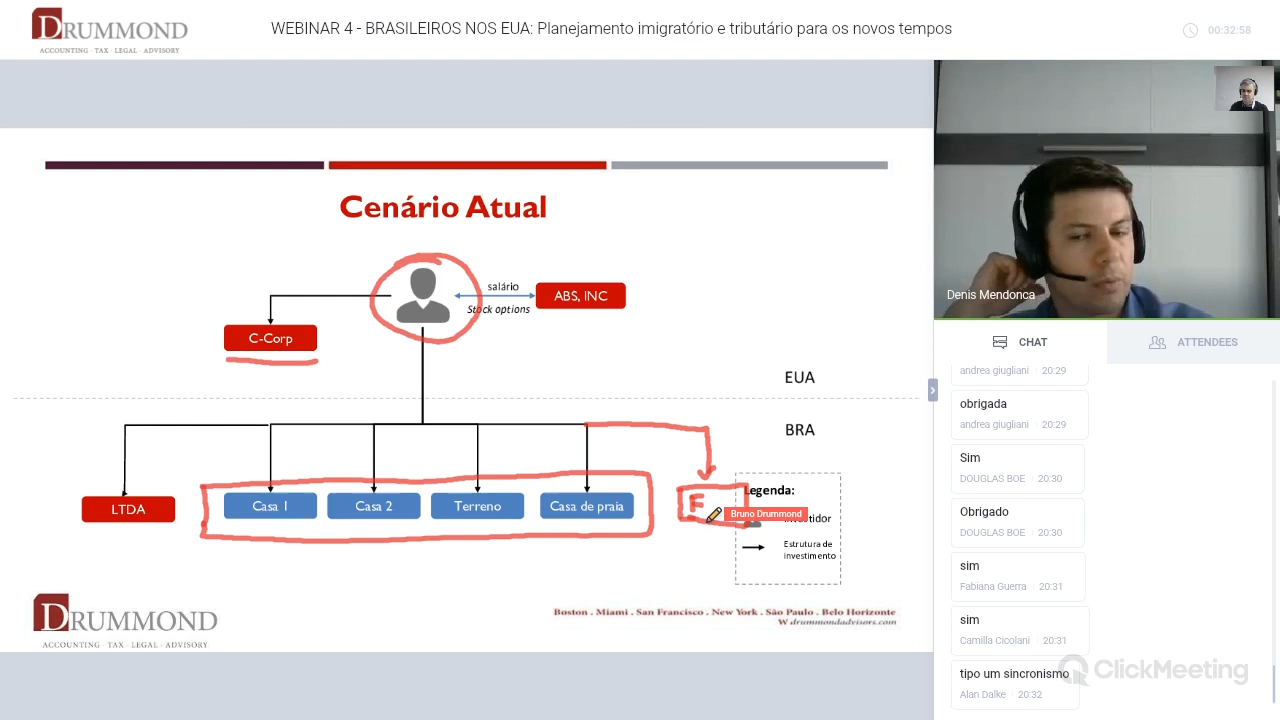 DRUMMOND
ACCOUNTING · TAX · LEGAL · ADVISORY
WEBINAR 4 - BRASILEIROS NOS EUA: Planejamento imigratório e tributário para os novos tempos
00:32:58
Cenário Atual
salário
Stock options
ABS, INC
C-Corp
EUA
BRA
LTDA
Casa 1
Casa 2
Terreno
Casa de praia
F
Legenda:
Bruno Drummond
Estrutura de
investimento
DRUMMOND
ACCOUNTING · TAX · LEGAL · ADVISORY
Boston . Miami . San Francisco . New York . São Paulo . Belo Horizonte
W drummondadvisors.com
Denis Mendonca
CHAT
ATTENDEES
andrea giugliani · 20:29
obrigada
andrea giugliani · 20:29
Sim
DOUGLAS BOE · 20:30
Obrigado
DOUGLAS BOE · 20:30
sim
Fabiana Guerra · 20:31
sim
Camilla Cicolani · 20:31
tipo um sincronismo
Alan Dalke · 20:32
ClickMeeting